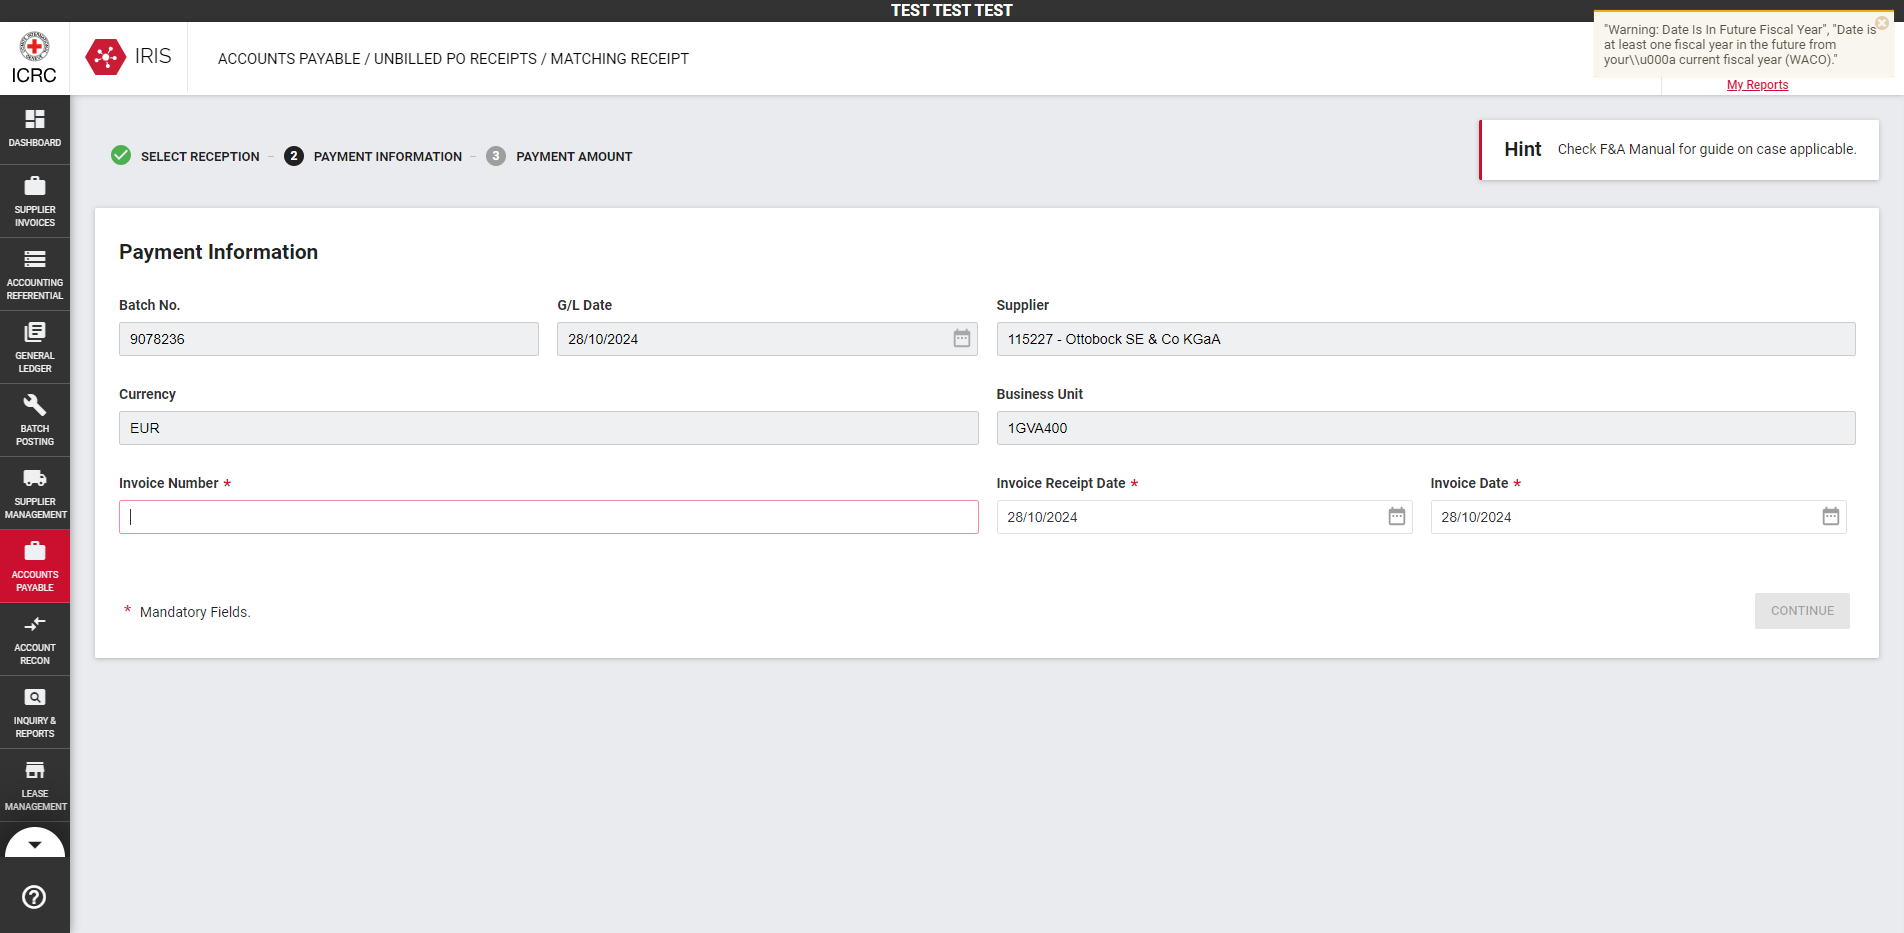 TEST TEST TEST
ICRC
IRIS
ACCOUNTS PAYABLE / UNBILLED PO RECEIPTS / MATCHING RECEIPT
"Warning: Date Is In Future Fiscal Year", "Date is
at least one fiscal year in the future from
your\\u000a current fiscal year (WACO)."
My Reports
DASHBOARD
SUPPLIER
INVOICES
ACCOUNTING
REFERENTIAL
GENERAL
LEDGER
BATCH
POSTING
SUPPLIER
MANAGEMENT
ACCOUNTS
PAYABLE
ACCOUNT
RECON
INQUIRY &
REPORTS
LEASE
MANAGEMENT
SELECT RECEPTION – 2 PAYMENT INFORMATION – 3 PAYMENT AMOUNT
Hint Check F&A Manual for guide on case applicable.
Payment Information
Batch No. G/L Date Supplier
9078236 28/10/2024 115227 - Ottobock SE & Co KGaA
Currency Business Unit
EUR 1GVA400
Invoice Number * Invoice Receipt Date * Invoice Date *
28/10/2024 28/10/2024
* Mandatory Fields.
CONTINUE